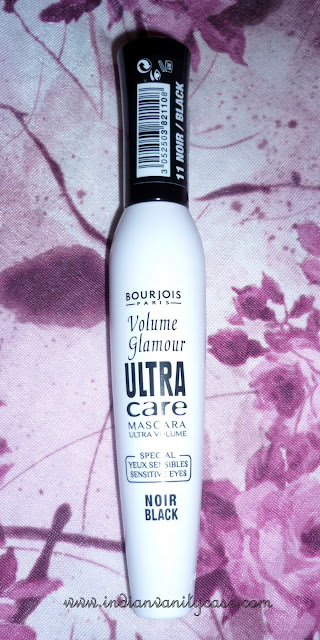 3 052503 821108
11 NOIR / BLACK
BOURJOIS
PARIS
Volume
Glamour
ULTRA
care
MASCARA
ULTRA VOLUME
SPECIAL
YEUX SENSIBLES
SENSITIVE EYES
NOIR
BLACK
www.indianvanitycase.com